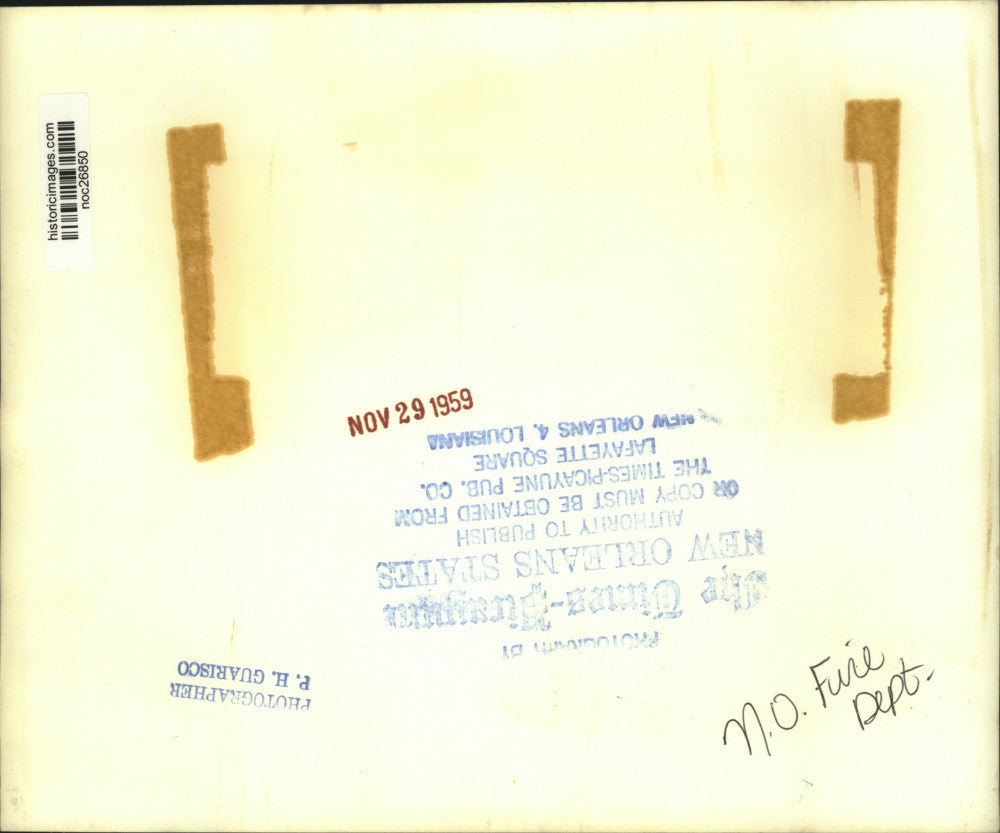 historicimages.com
noc26850
NOV 29 1959
PHOTOGRAPH BY
The Times-Picayune
NEW ORLEANS STATES
AUTHORITY TO PUBLISH
OR COPY MUST BE OBTAINED FROM
THE TIMES-PICAYUNE PUB. CO.
LAFAYETTE SQUARE
NEW ORLEANS 4, LOUISIANA
PHOTOGRAPHER
P. H. GUARISCO
N.O. Fire
Dept.